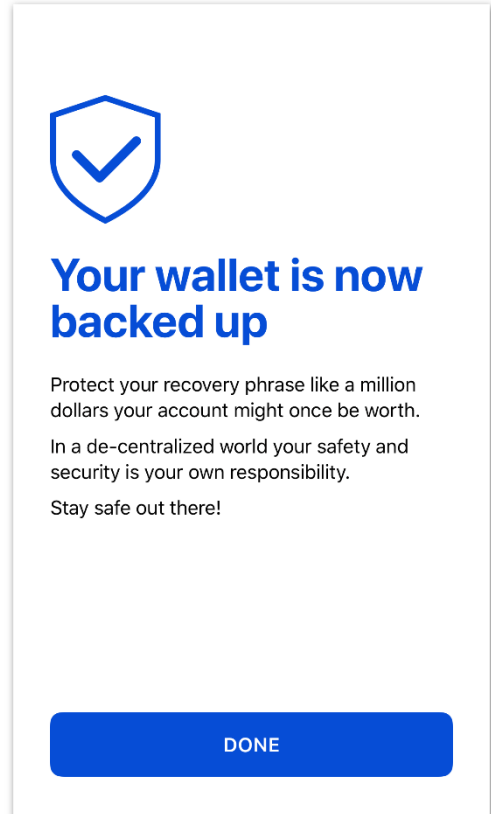 Your wallet is now
backed up
Protect your recovery phrase like a million
dollars your account might once be worth.
In a de-centralized world your safety and
security is your own responsibility.
Stay safe out there!
DONE